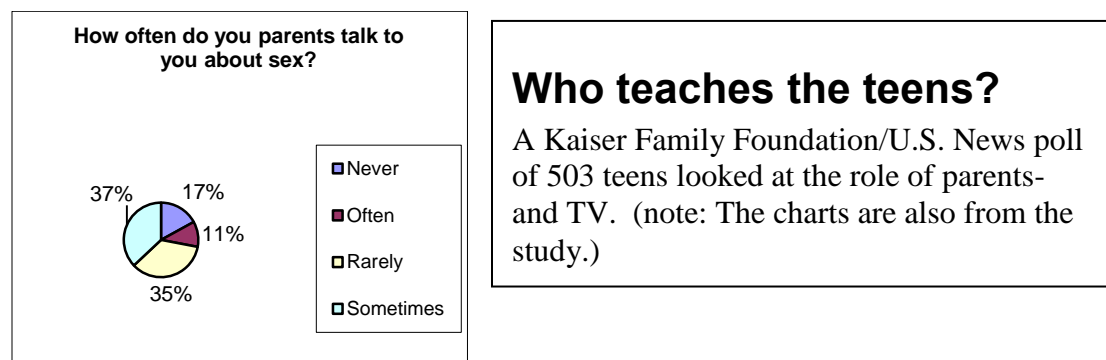 How often do you parents talk to
you about sex?
37%
17%
11%
35%
Never
Often
Rarely
Sometimes
Who teaches the teens?
A Kaiser Family Foundation/U.S. News poll
of 503 teens looked at the role of parents-
and TV.  (note: The charts are also from the
study.)